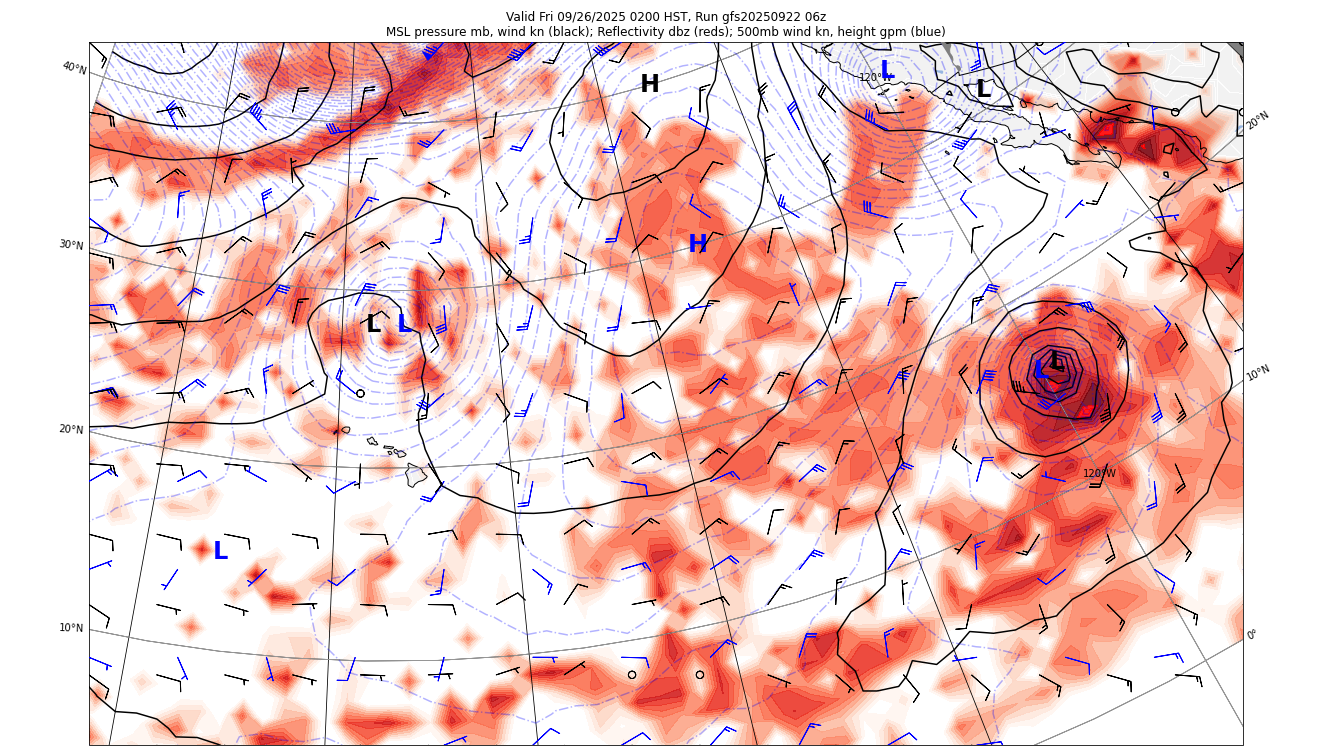 Valid Fri 09/26/2025 0200 HST, Run gfs20250922 06z
MSL pressure mb, wind kn (black); Reflectivity dbz (reds); 500mb wind kn, height gpm (blue)
40°N
H
L
120°W
L
20°N
30°N
H
L L
L
L
10°N
20°N
120°W
L
10°N
0°